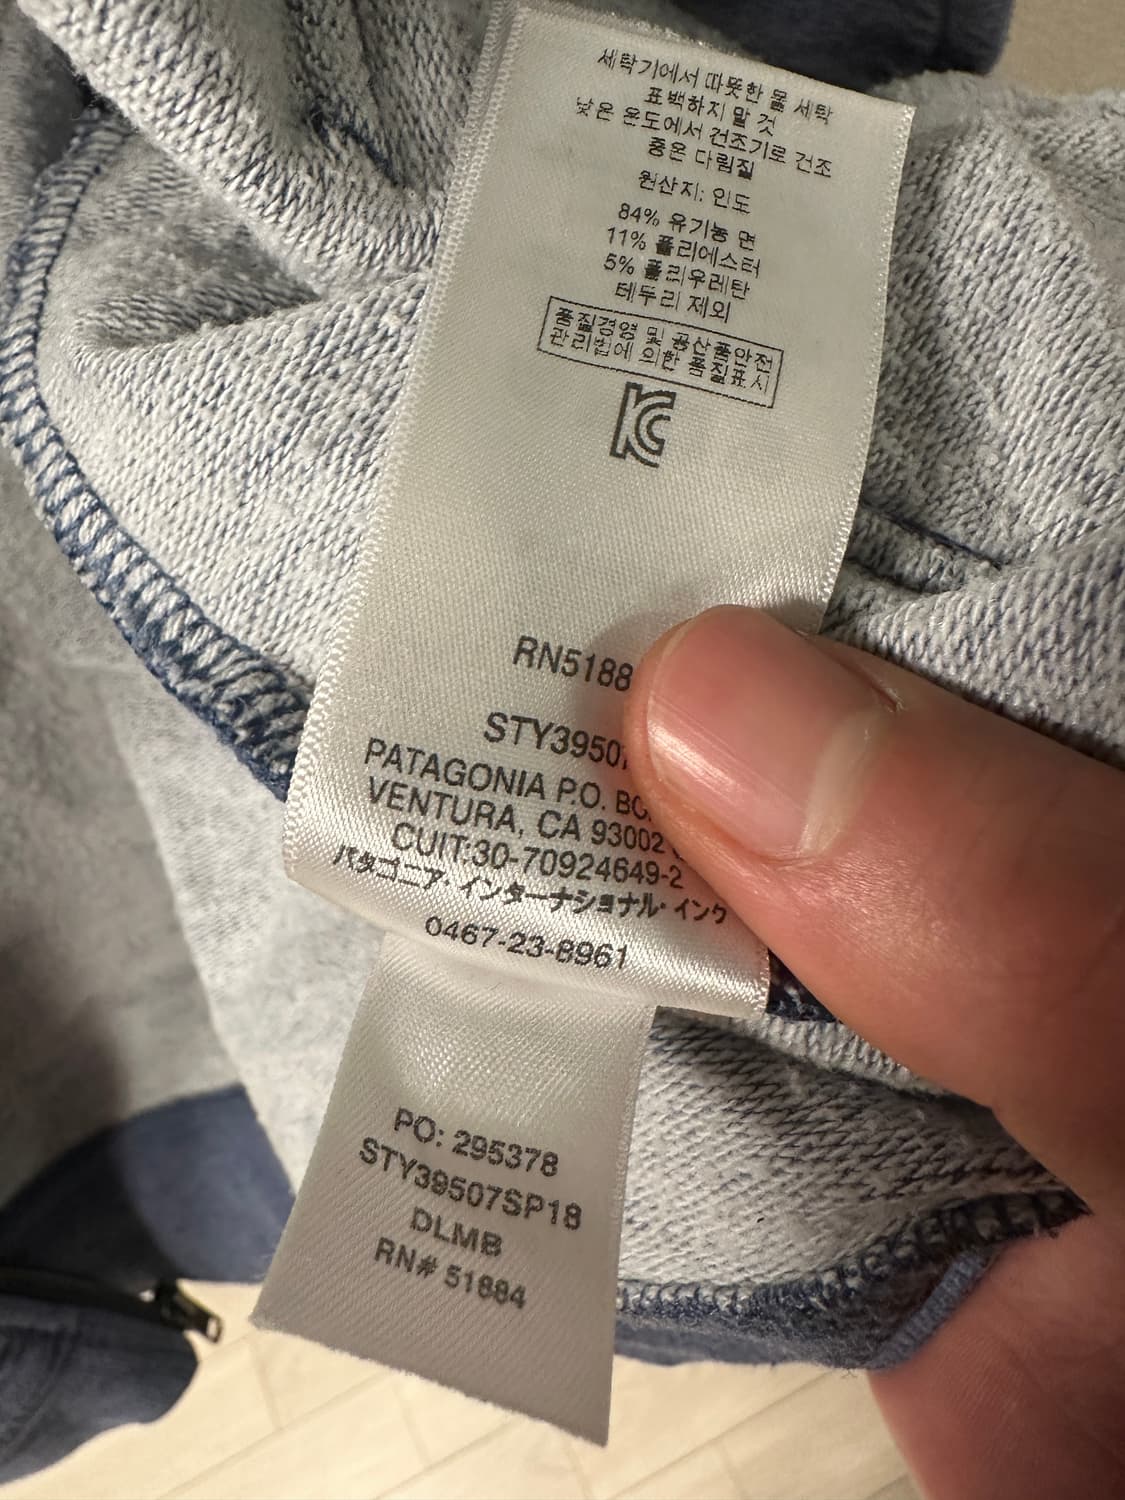 세탁기에서 따뜻한 물 세탁
표백하지 말 것
낮은 온도에서 건조기로 건조
중온 다림질
원산지: 인도
84% 유기농 면
11% 폴리에스터
5% 폴리우레탄
테두리 제외
품질경영 및 공산품안전
관리법에 의한 품질표시
KC
RN5188
STY39507
PATAGONIA P.O. BO
VENTURA, CA 93002
CUIT:30-70924649-2
パタゴニア・インターナショナル・インク
0467-23-8961
PO: 295378
STY39507SP18
DLMB
RN# 51884